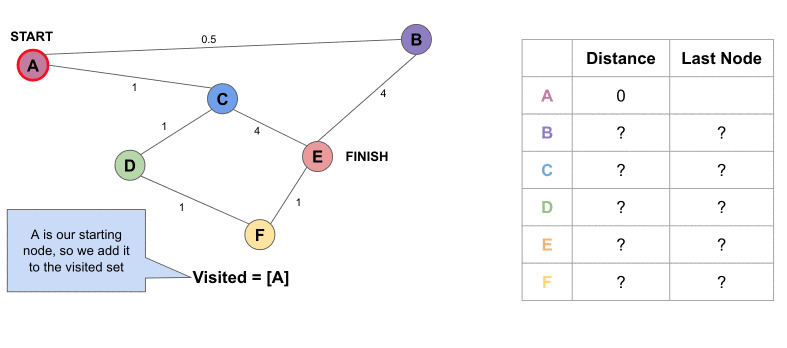 START
A
0.5
B
1
C
1
4
4
D
E
FINISH
1
1
F
A is our starting
node, so we add it
to the visited set
Visited = [A]
Distance Last Node
A 0
B ? ?
C ? ?
D ? ?
E ? ?
F ? ?